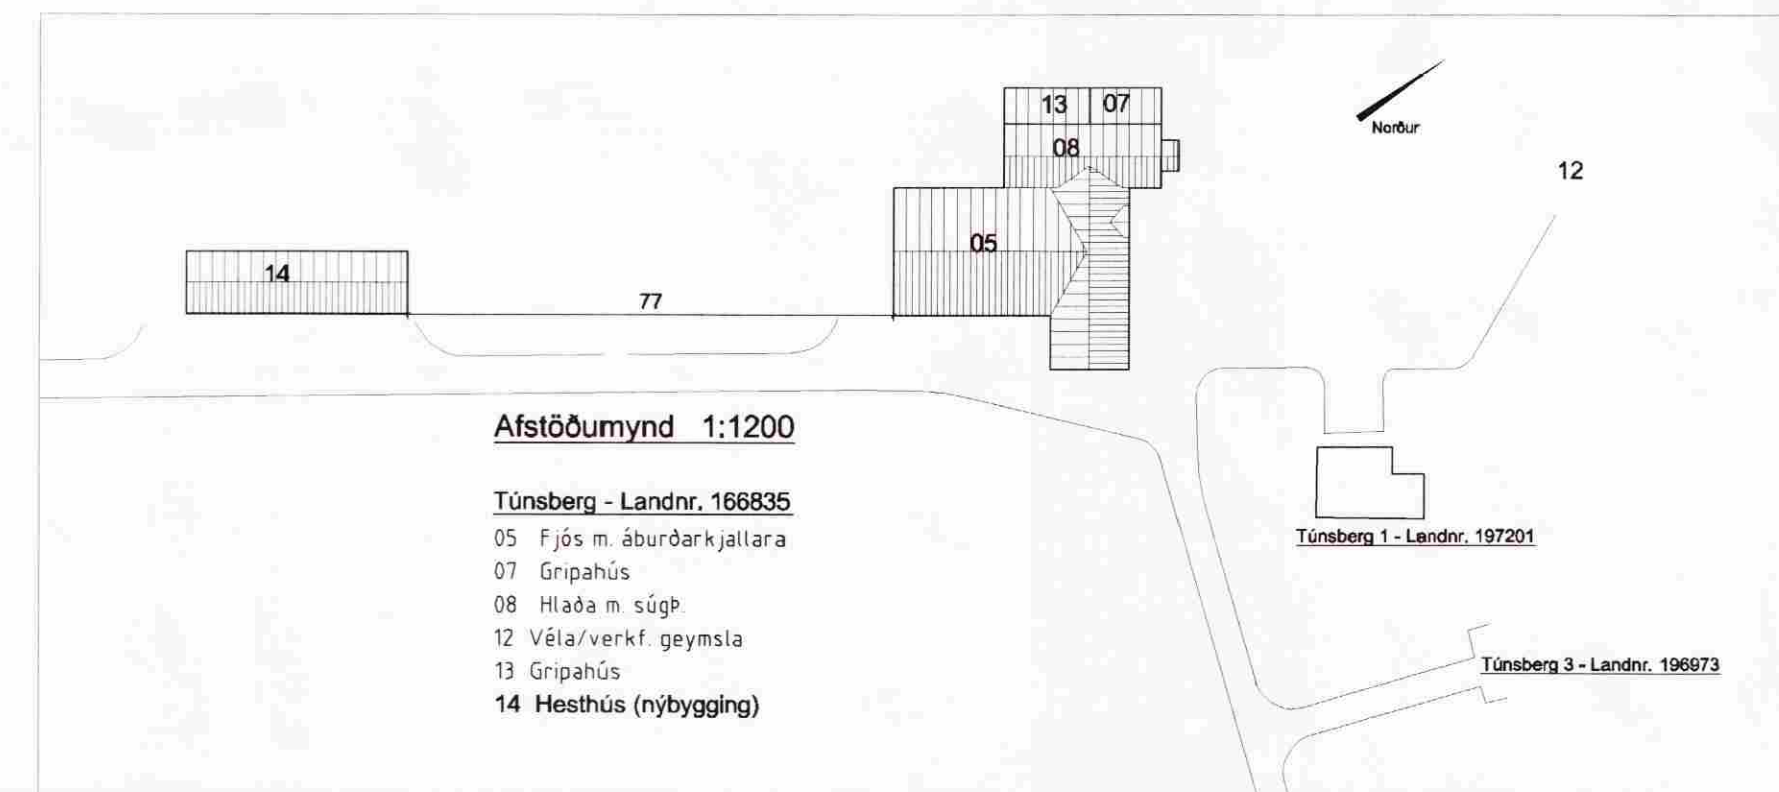 13 07
Norður
08
12
05
14
77
Afstöðumynd 1:1200
Túnsberg - Landnr. 166835
05 Fjós m. áburðarkjallara
07 Gripahús
08 Hlaða m. súgþ.
12 Véla/verkf. geymsla
13 Gripahús
14 Hesthús (nýbygging)
Túnsberg 1 - Landnr. 197201
Túnsberg 3 - Landnr. 196973